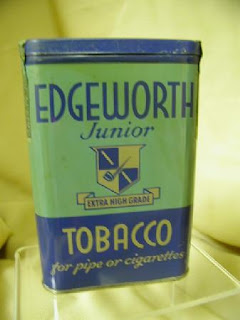 EDGEWORTH
Junior
EXTRA HIGH GRADE
TOBACCO
for pipe or cigarettes